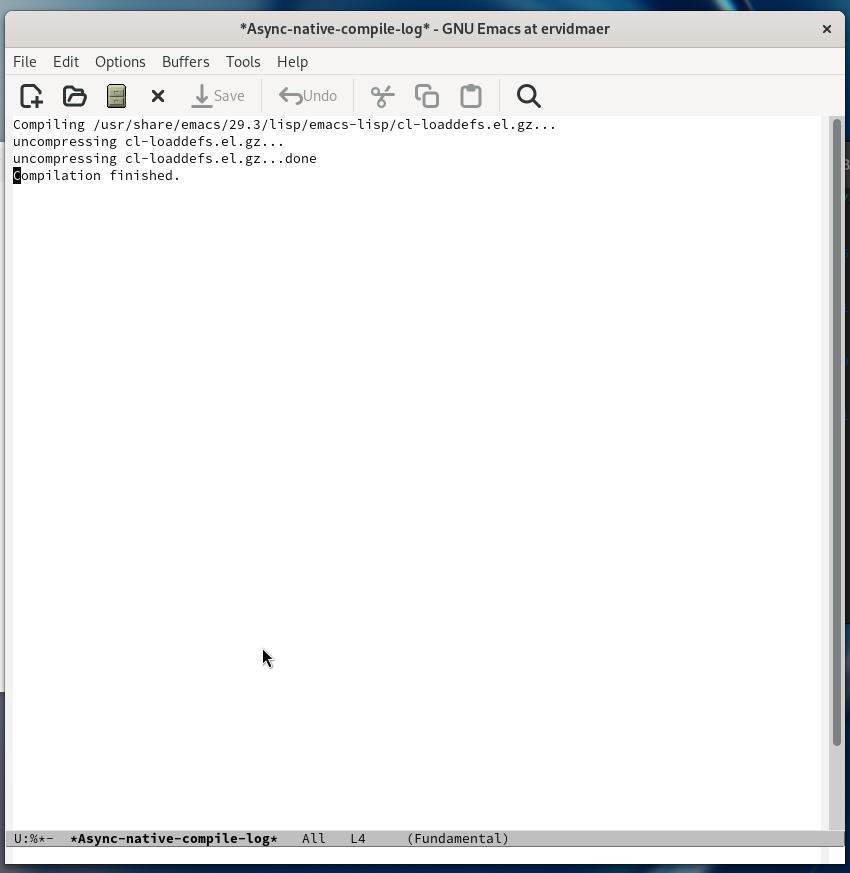 *Async-native-compile-log* - GNU Emacs at ervidmaer
File Edit Options Buffers Tools Help
Save Undo
Compiling /usr/share/emacs/29.3/lisp/emacs-lisp/cl-loaddefs.el.gz...
uncompressing cl-loaddefs.el.gz...
uncompressing cl-loaddefs.el.gz...done
Compilation finished.
U:%*- *Async-native-compile-log* All L4 (Fundamental)